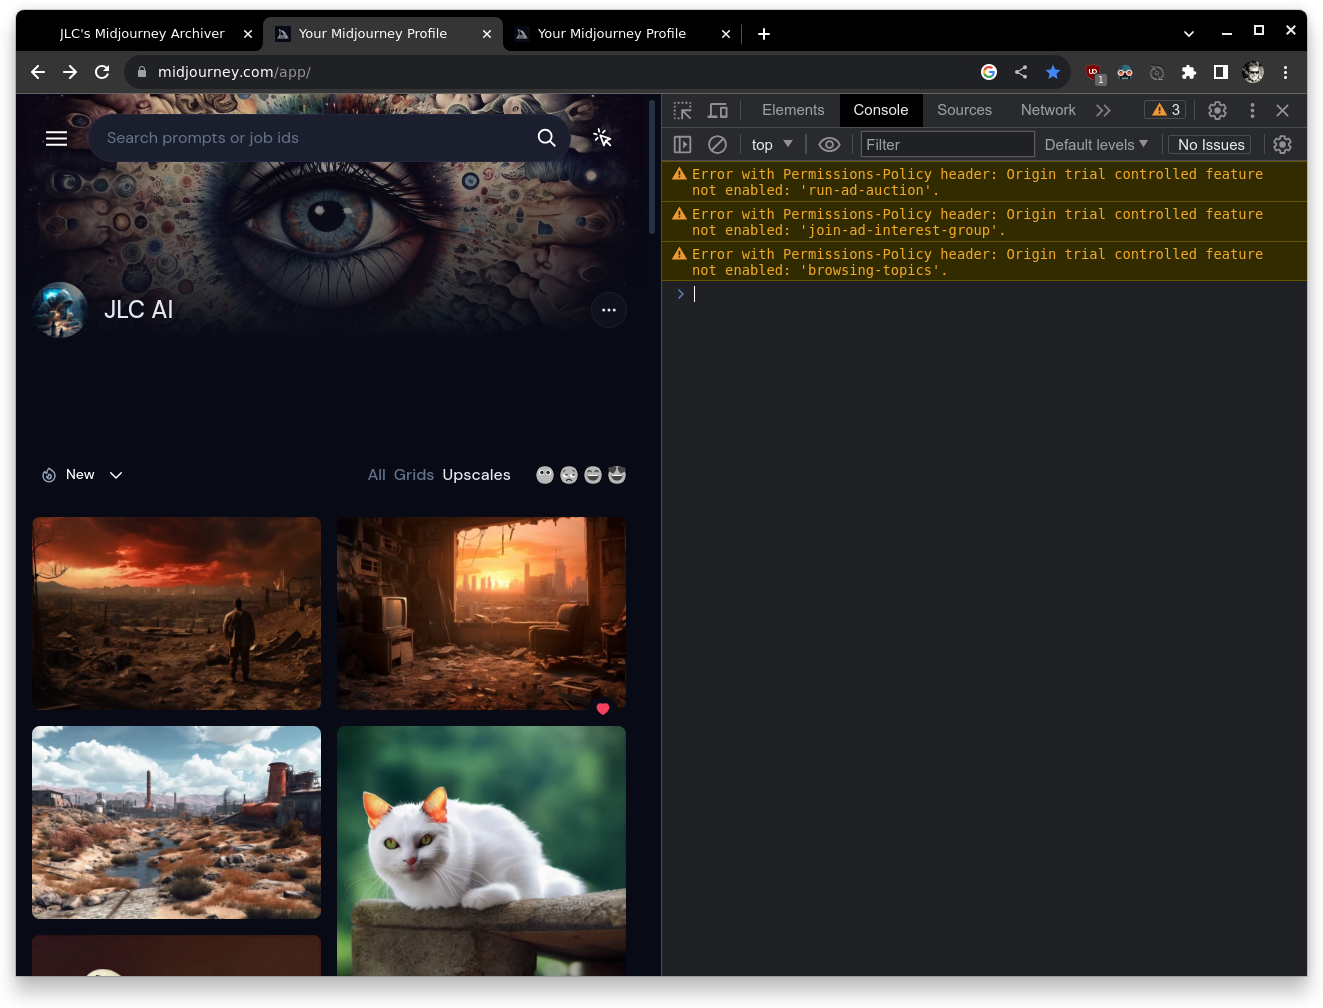 JLC's Midjourney Archiver
Your Midjourney Profile
Your Midjourney Profile
midjourney.com/app/
1
Search prompts or job ids
JLC AI
New
All Grids Upscales
Elements Console Sources Network 3
top Filter Default levels No Issues
Error with Permissions-Policy header: Origin trial controlled feature
not enabled: 'run-ad-auction'.
Error with Permissions-Policy header: Origin trial controlled feature
not enabled: 'join-ad-interest-group'.
Error with Permissions-Policy header: Origin trial controlled feature
not enabled: 'browsing-topics'.